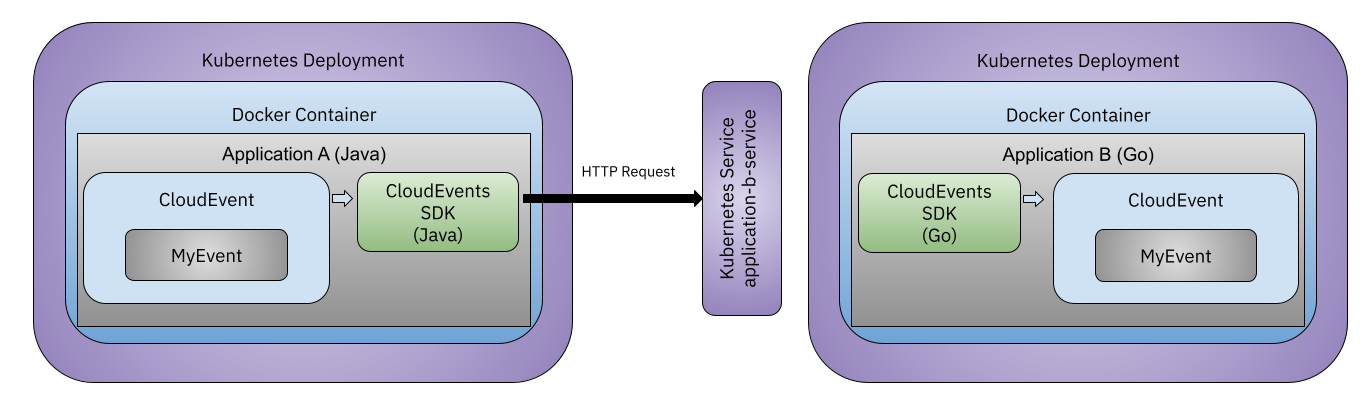 Kubernetes Deployment
Docker Container
Application A (Java)
CloudEvent
MyEvent
CloudEvents
SDK
(Java)
HTTP Request
Kubernetes Service
application-b-service
Kubernetes Deployment
Docker Container
Application B (Go)
CloudEvents
SDK
(Go)
CloudEvent
MyEvent